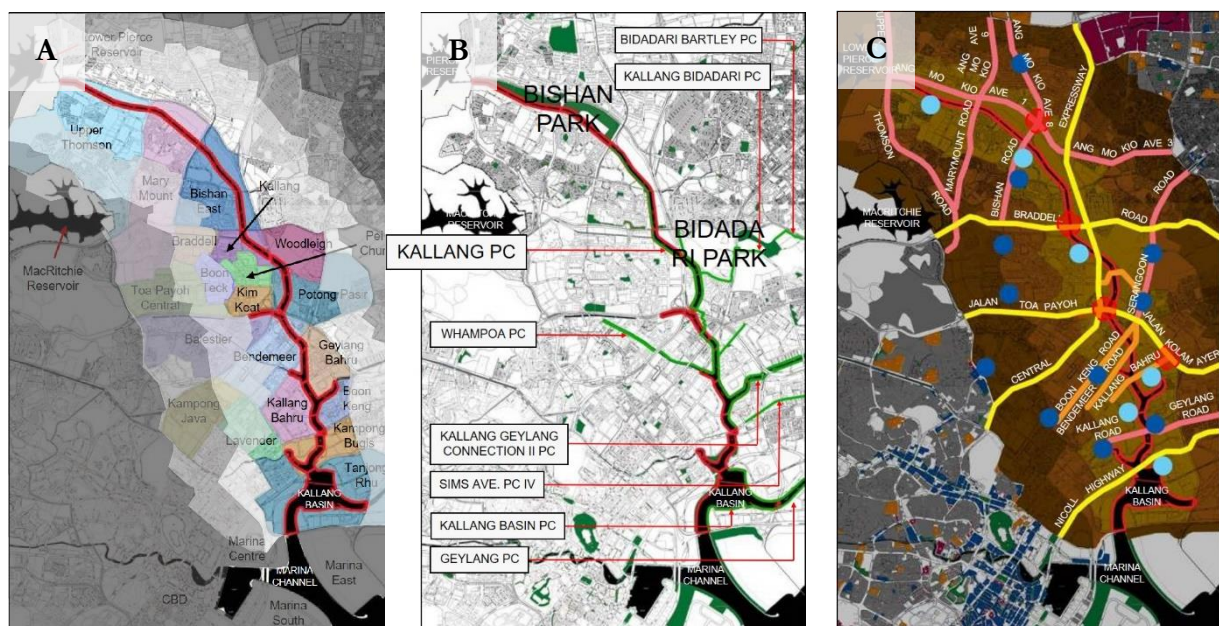 A
Lower Pierce
Reservoir
Upper
Thomson
Mary
Mount
Bishan
East
Kallang
Braddell
Woodleigh
MacRitchie
Reservoir
Boon
Teck
Toa Payoh
Central
Kim
Keat
Potong Pasir
Balestier
Bendemeer
Geylang
Bahru
Boon
Keng
Kallang
Bahru
Kampong
Java
Lavender
Kampong
Bugis
Tanjong
Rhu
KALLANG
BASIN
Marina
Centre
MARINA
CHANNEL
Marina
East
CBD
Marina
South
B
PIERCE
RESERVOIR
BIDADARI BARTLEY PC
KALLANG BIDADARI PC
BISHAN
PARK
MACRITCHIE
RESERVOIR
BIDADA
RI PARK
KALLANG PC
WHAMPOA PC
KALLANG GEYLANG
CONNECTION II PC
SIMS AVE. PC IV
KALLANG BASIN PC
GEYLANG PC
KALLANG
BASIN
MARINA
CHANNEL
C
UPPER
THOMSON
ROAD
LOWER
PIERCE
RESERVOIR
ANG MO KIO AVE 1
ANG MO KIO AVE 6
ANG MO KIO AVE 8
EXPRESSWAY
MARYMOUNT ROAD
ANG MO KIO AVE 3
BISHAN
ROAD
MACRITCHIE
RESERVOIR
BRADDELL ROAD
SERANGOON
ROAD
JALAN TOA PAYOH
JALAN
KOLAM AYER
CENTRAL
BOON KENG ROAD
BENDEMEER ROAD
KALLANG BAHRU
KALLANG
ROAD
GEYLANG
ROAD
NICOLL HIGHWAY
KALLANG
BASIN
MARINA
CHANNEL